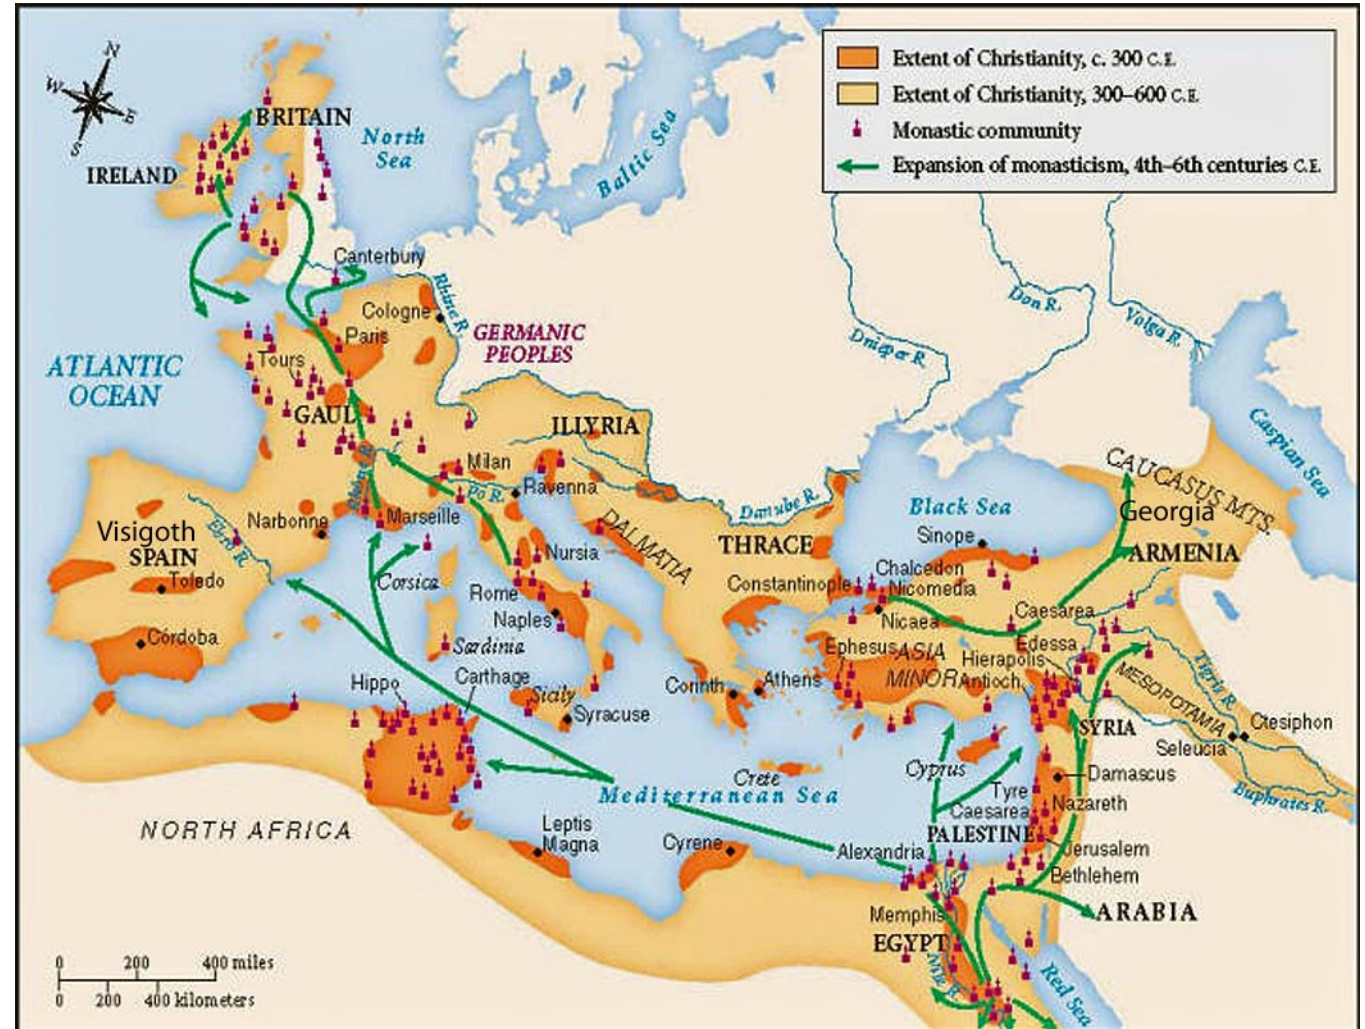 N
W
E
S
Extent of Christianity, c. 300 C.E.
Extent of Christianity, 300–600 C.E.
Monastic community
Expansion of monasticism, 4th–6th centuries C.E.
BRITAIN
North
Sea
Baltic Sea
IRELAND
Canterbury
Rhine R.
Cologne
GERMANIC
PEOPLES
Paris
Don R.
Volga R.
Dnieper R.
ATLANTIC
OCEAN
Tours
GAUL
ILLYRIA
Caspian Sea
CAUCASUS MTS.
Milan
Rhone R.
Po R.
Ravenna
Danube R.
Black Sea
Georgia
Visigoth
SPAIN
Ebro R.
Narbonne
Marseille
DALMATIA
THRACE
Sinope
ARMENIA
Nursia
Toledo
Corsica
Rome
Constantinople
Chalcedon
Nicomedia
Naples
Nicaea
Caesarea
Córdoba
Sardinia
Ephesus
ASIA
MINOR
Hierapolis
Edessa
Antioch
Hippo
Carthage
Sicily
Syracuse
Corinth
Athens
MESOPOTAMIA
Tigris R.
SYRIA
Ctesiphon
Seleucia
Crete
Cyprus
Damascus
Mediterranean Sea
Tyre
Caesarea
Nazareth
Euphrates R.
NORTH AFRICA
Leptis
Magna
Cyrene
Alexandria
PALESTINE
Jerusalem
Bethlehem
Memphis
ARABIA
EGYPT
Nile R.
Red Sea
0 200 400 miles
0 200 400 kilometers